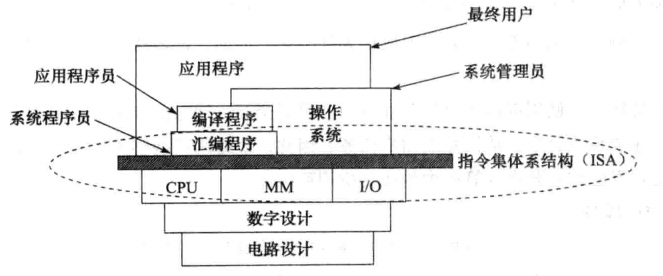 最终用户
应用程序
系统管理员
应用程序员
编译程序
操作
系统程序员
系统
汇编程序
指令集体系结构（ISA）
CPU
MM
I/O
数字设计
电路设计